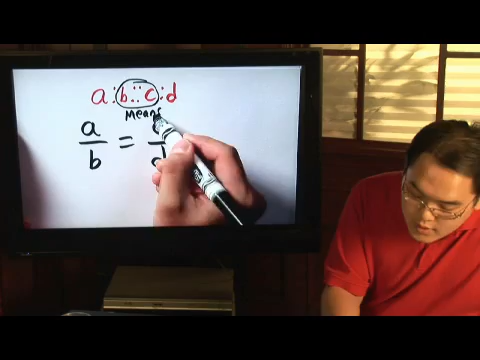 a:b::c:d
means
a/b = c/d